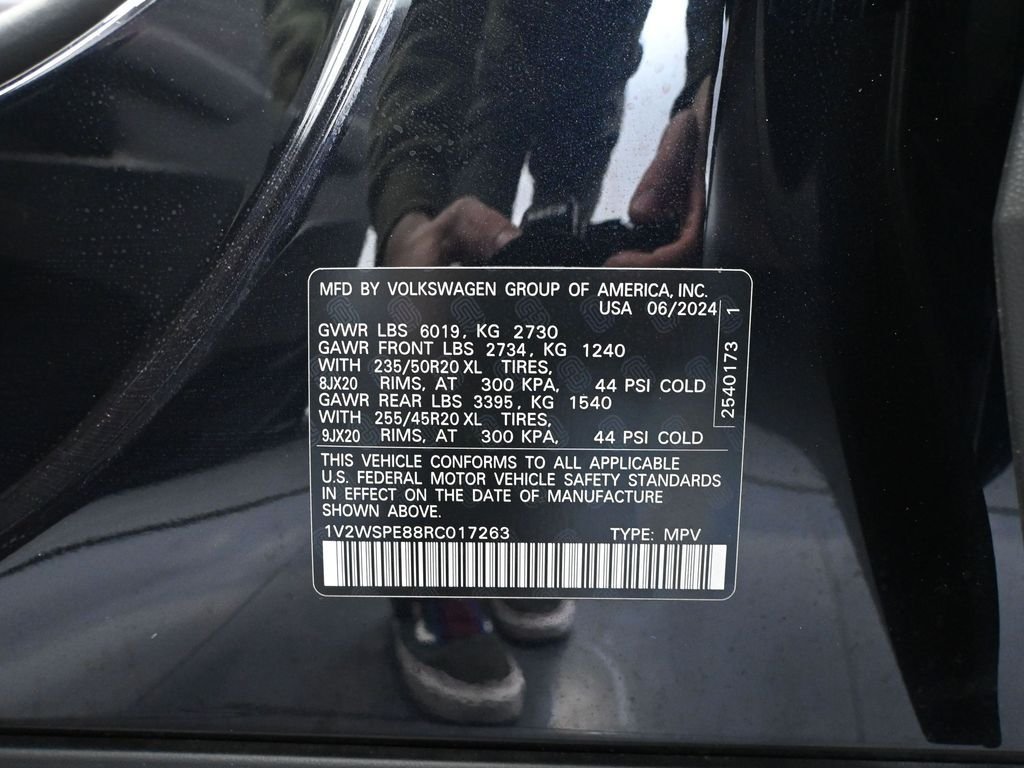 MFD BY VOLKSWAGEN GROUP OF AMERICA, INC.
USA 06/2024
GVWR LBS 6019, KG 2730
GAWR FRONT LBS 2734, KG 1240
WITH 235/50R20 XL TIRES,
8JX20 RIMS, AT 300 KPA, 44 PSI COLD
GAWR REAR LBS 3395, KG 1540
WITH 255/45R20 XL TIRES,
9JX20 RIMS, AT 300 KPA, 44 PSI COLD
2540173 1
THIS VEHICLE CONFORMS TO ALL APPLICABLE
U.S. FEDERAL MOTOR VEHICLE SAFETY STANDARDS
IN EFFECT ON THE DATE OF MANUFACTURE
SHOWN ABOVE.
1V2WSPE88RC017263 TYPE: MPV